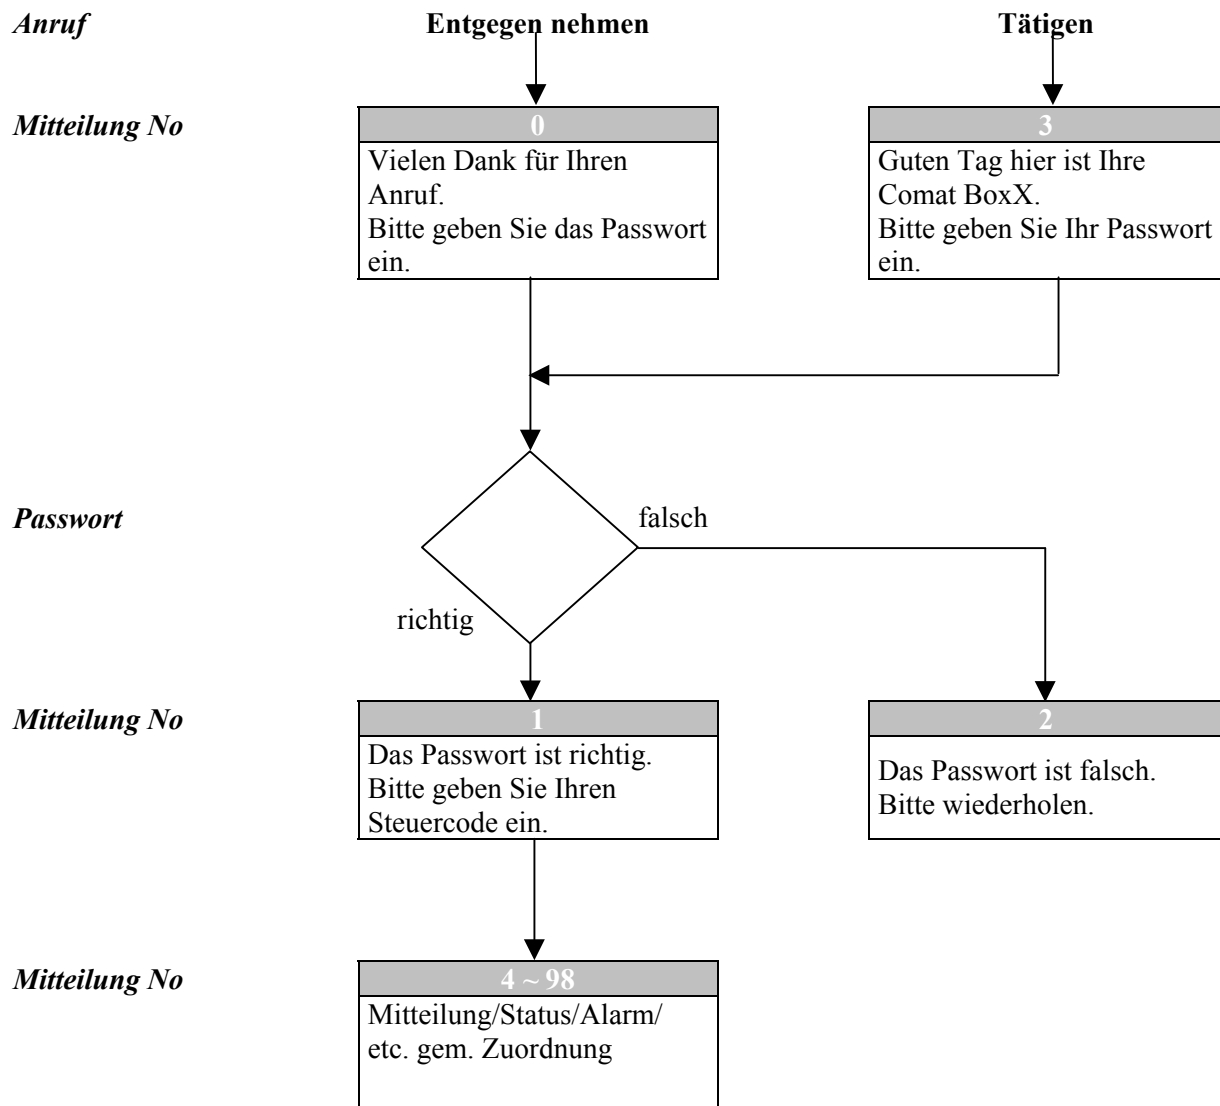 Anruf
Entgegen nehmen
Tätigen
Mitteilung No
0
Vielen Dank für Ihren
Anruf.
Bitte geben Sie das Passwort
ein.
3
Guten Tag hier ist Ihre
Comat BoxX.
Bitte geben Sie Ihr Passwort
ein.
Passwort
falsch
richtig
Mitteilung No
1
Das Passwort ist richtig.
Bitte geben Sie Ihren
Steuercode ein.
2
Das Passwort ist falsch.
Bitte wiederholen.
Mitteilung No
4 ~ 98
Mitteilung/Status/Alarm/
etc. gem. Zuordnung